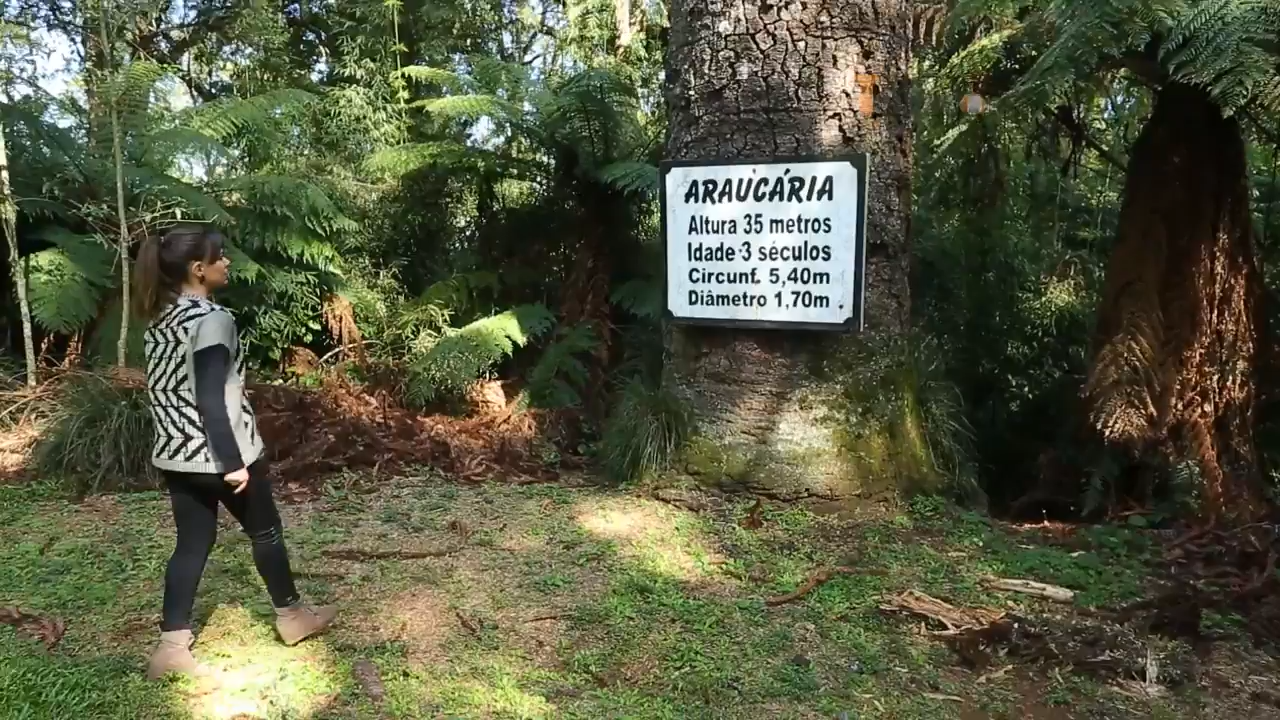 ARAUCÁRIA
Altura 35 metros
Idade 3 séculos
Circunf. 5,40m
Diâmetro 1,70m